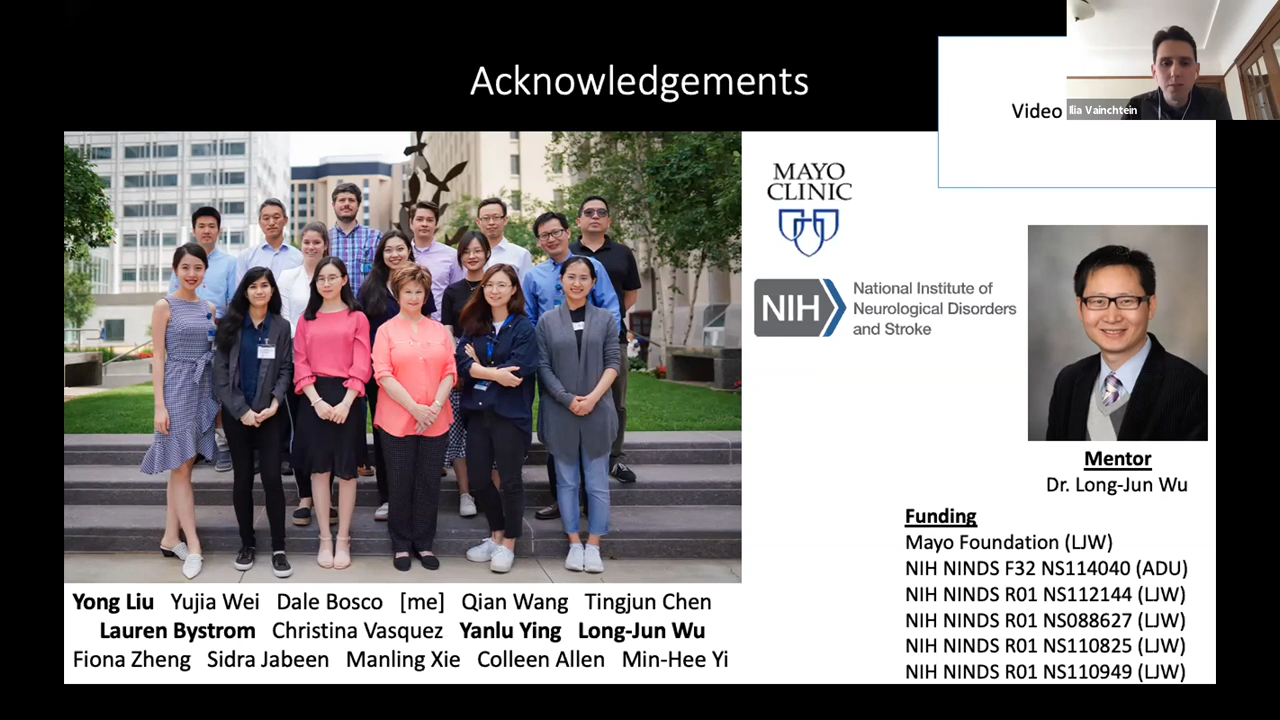 Acknowledgements
Video
Ilia Vainchtein
MAYO
CLINIC
NIH
National Institute of
Neurological Disorders
and Stroke
Mentor
Dr. Long-Jun Wu
Funding
Mayo Foundation (LJW)
NIH NINDS F32 NS114040 (ADU)
NIH NINDS R01 NS112144 (LJW)
NIH NINDS R01 NS088627 (LJW)
NIH NINDS R01 NS110825 (LJW)
NIH NINDS R01 NS110949 (LJW)
Yong Liu Yujia Wei Dale Bosco [me] Qian Wang Tingjun Chen
Lauren Bystrom Christina Vasquez Yanlu Ying Long-Jun Wu
Fiona Zheng Sidra Jabeen Manling Xie Colleen Allen Min-Hee Yi